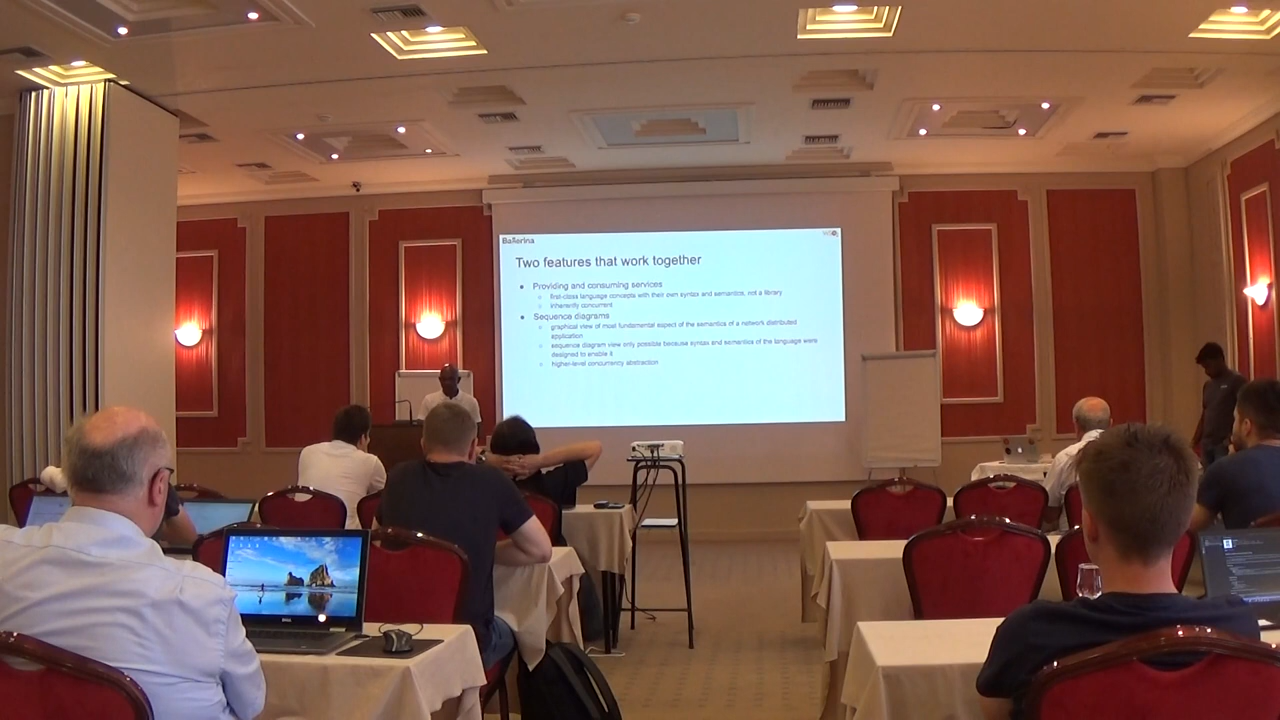 Ballerina
WSO2
Two features that work together
● Providing and consuming services
○ first-class language concepts with their own syntax and semantics, not a library
○ inherently concurrent
● Sequence diagrams
○ graphical view of most fundamental aspect of the semantics of a network distributed
application
○ sequence diagram view only possible because syntax and semantics of the language were
designed to enable it
○ higher-level concurrency abstraction
DELL